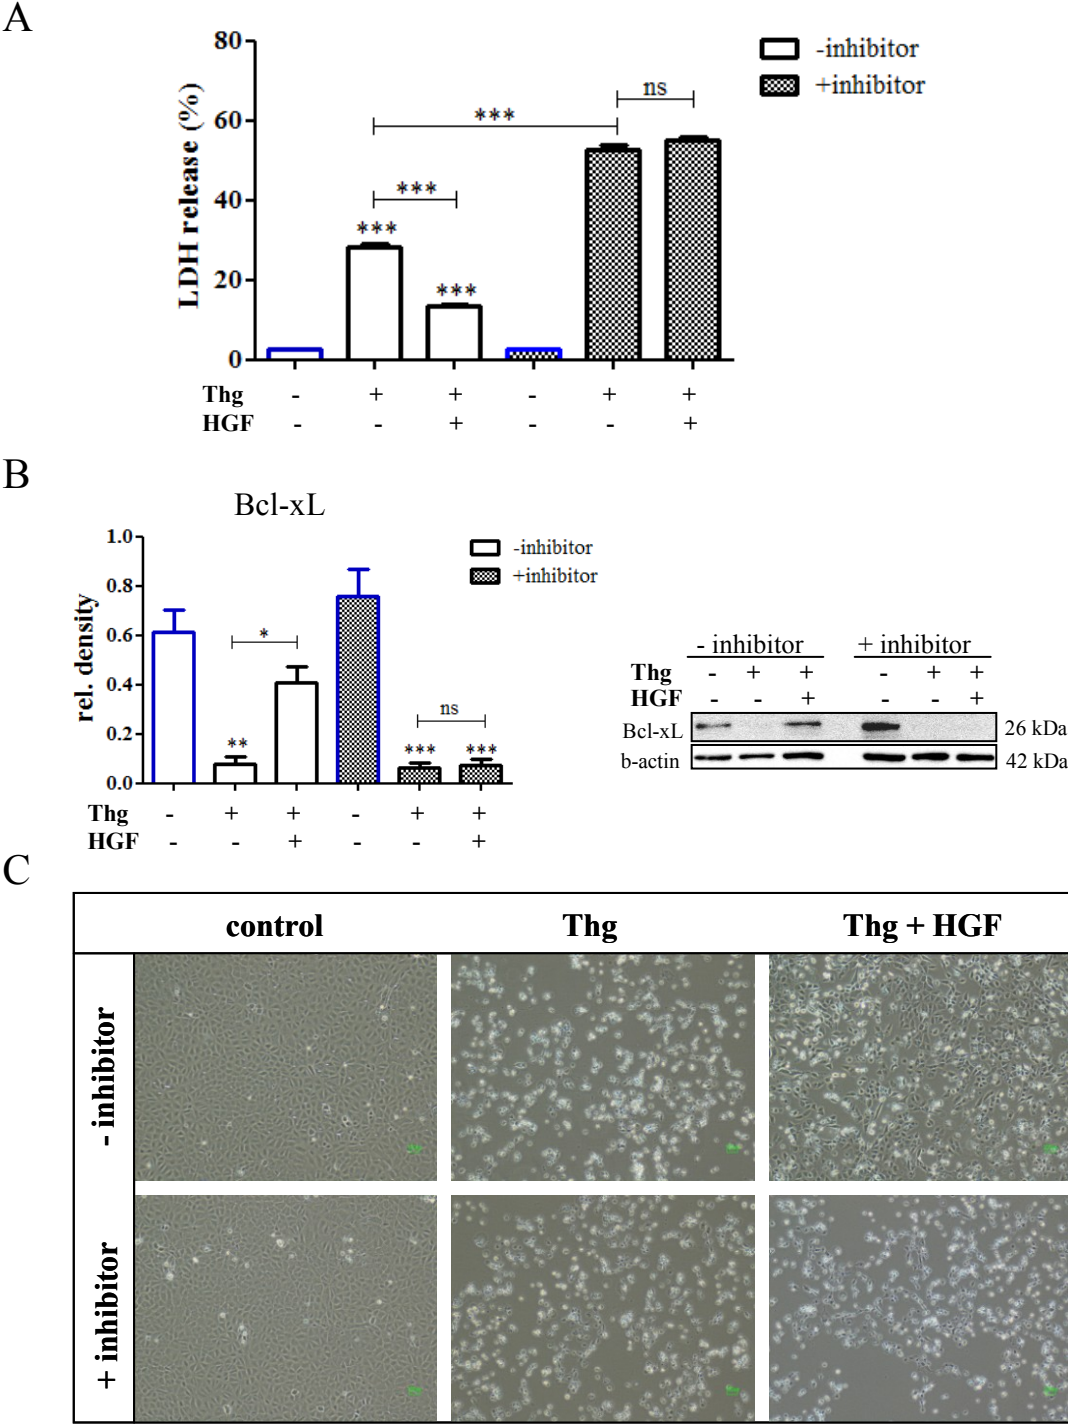 A
80
60
40
20
0
LDH release (%)
-inhibitor
+inhibitor
ns
***
***
***
***
Thg - + + - + +
HGF - - + - - +
B
Bcl-xL
1.0
0.8
0.6
0.4
0.2
0.0
rel. density
-inhibitor
+inhibitor
*
ns
** *** ***
Thg - + + - + +
HGF - - + - - +
- inhibitor + inhibitor
Thg - + + - + +
HGF - - + - - +
Bcl-xL 26 kDa
b-actin 42 kDa
C
control Thg Thg + HGF
- inhibitor
+ inhibitor